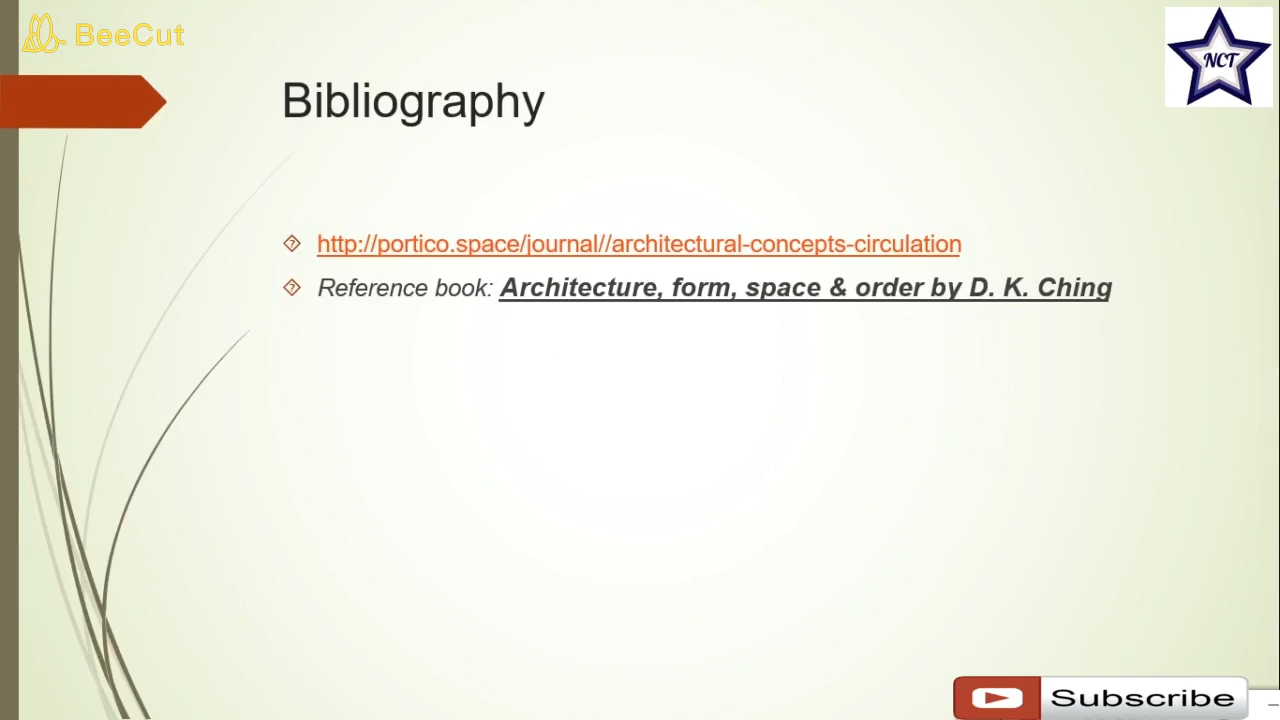 BeeCut
NCT
Bibliography
http://portico.space/journal//architectural-concepts-circulation
Reference book: Architecture, form, space & order by D. K. Ching
Subscribe